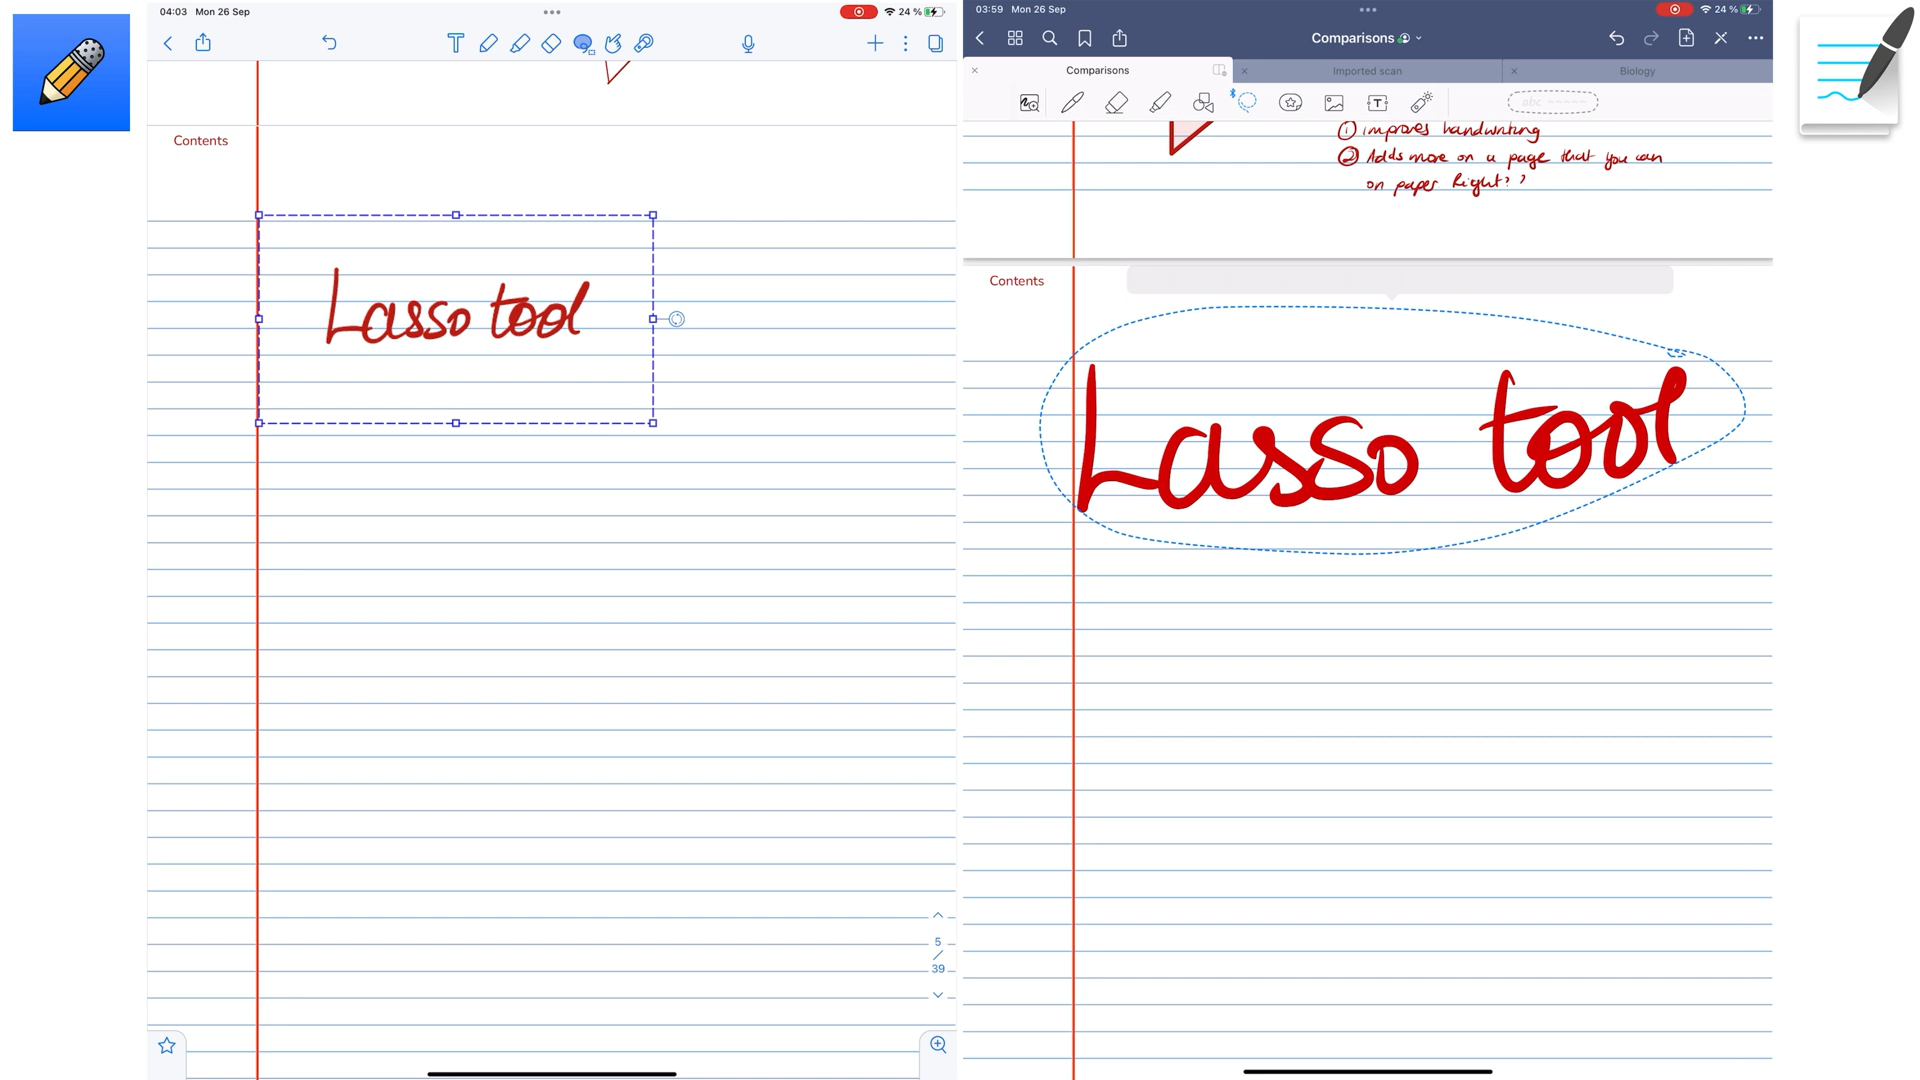 04:03 Mon 26 Sep
24 %
Contents
Lasso tool
5
39
03:59 Mon 26 Sep
24 %
Comparisons
Comparisons
Imported scan
Biology
T
abc
① improves handwriting
② Adds more on a page that you can
on paper Right??
Contents
Lasso tool